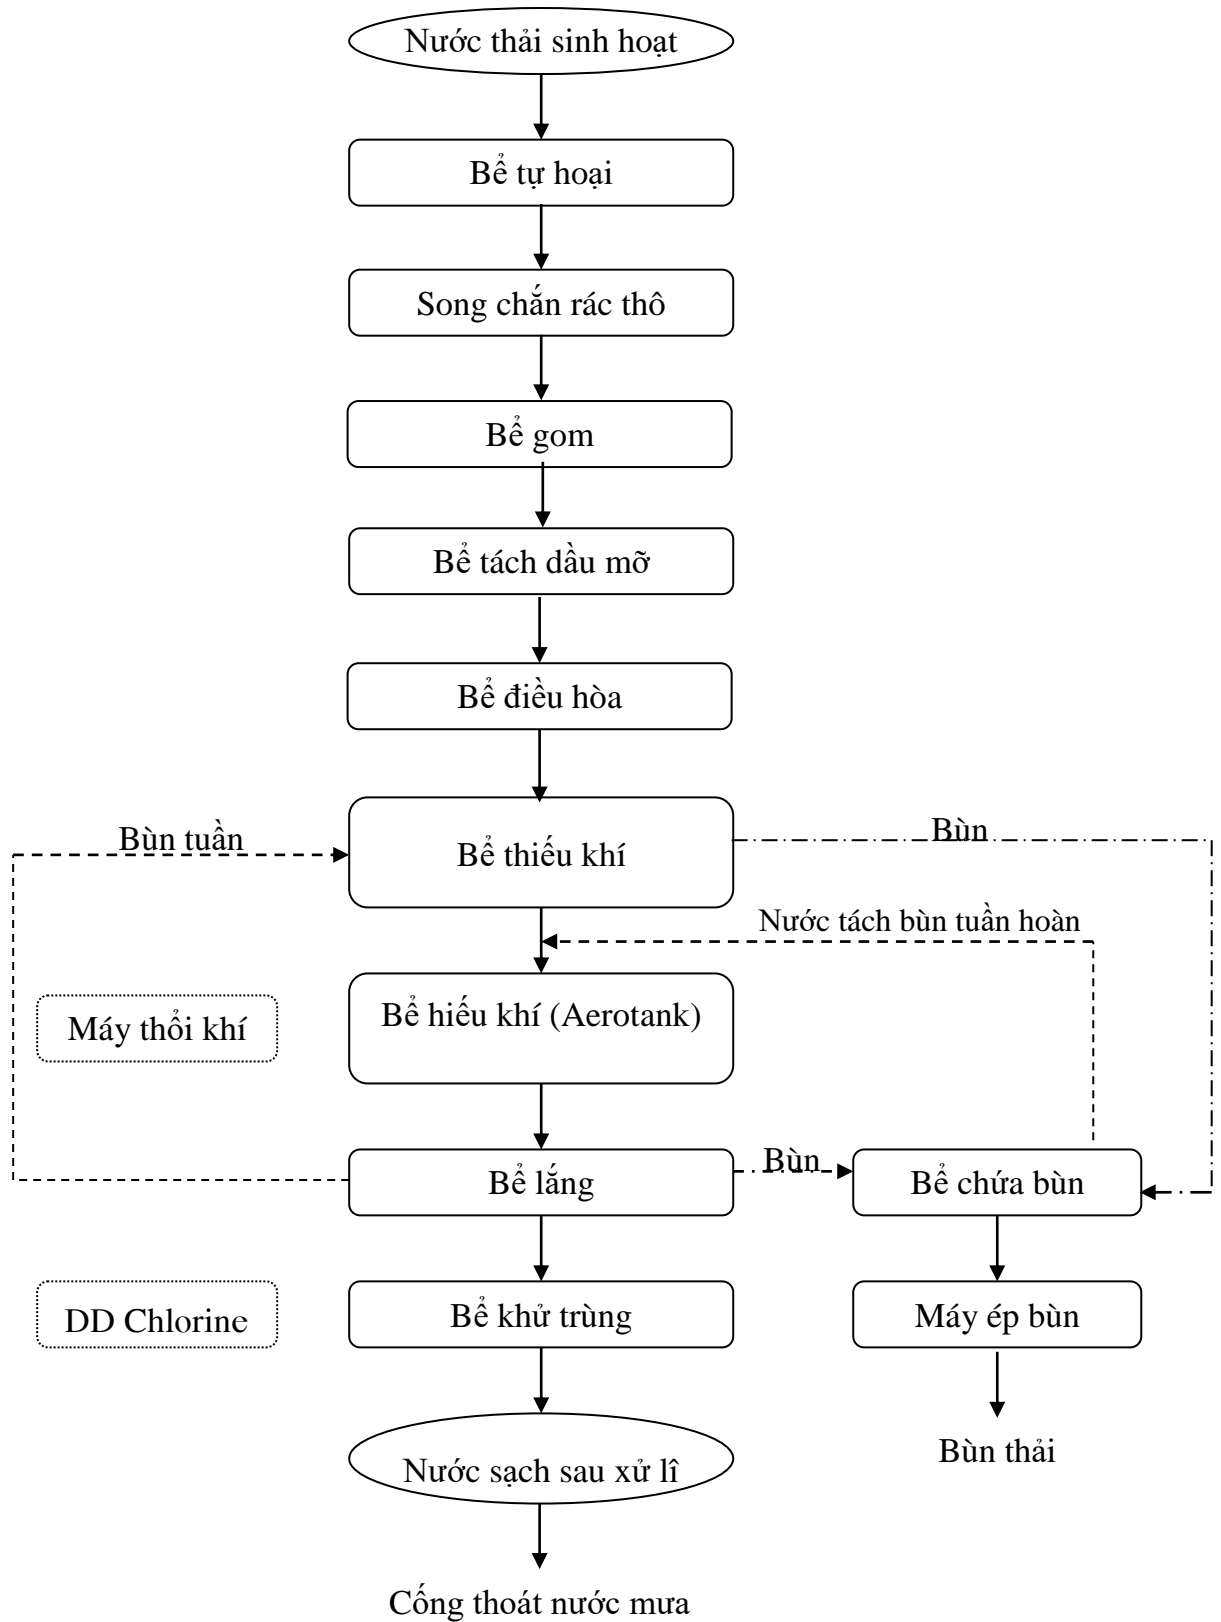 Nước thải sinh hoạt
Bể tự hoại
Song chắn rác thô
Bể gom
Bể tách dầu mỡ
Bể điều hòa
Bùn tuần
Bể thiếu khí
Bùn
Nước tách bùn tuần hoàn
Bể hiếu khí (Aerotank)
Máy thổi khí
Bể lắng
Bùn
Bể chứa bùn
DD Chlorine
Bể khử trùng
Máy ép bùn
Nước sạch sau xử lî
Bùn thải
Cống thoát nước mưa